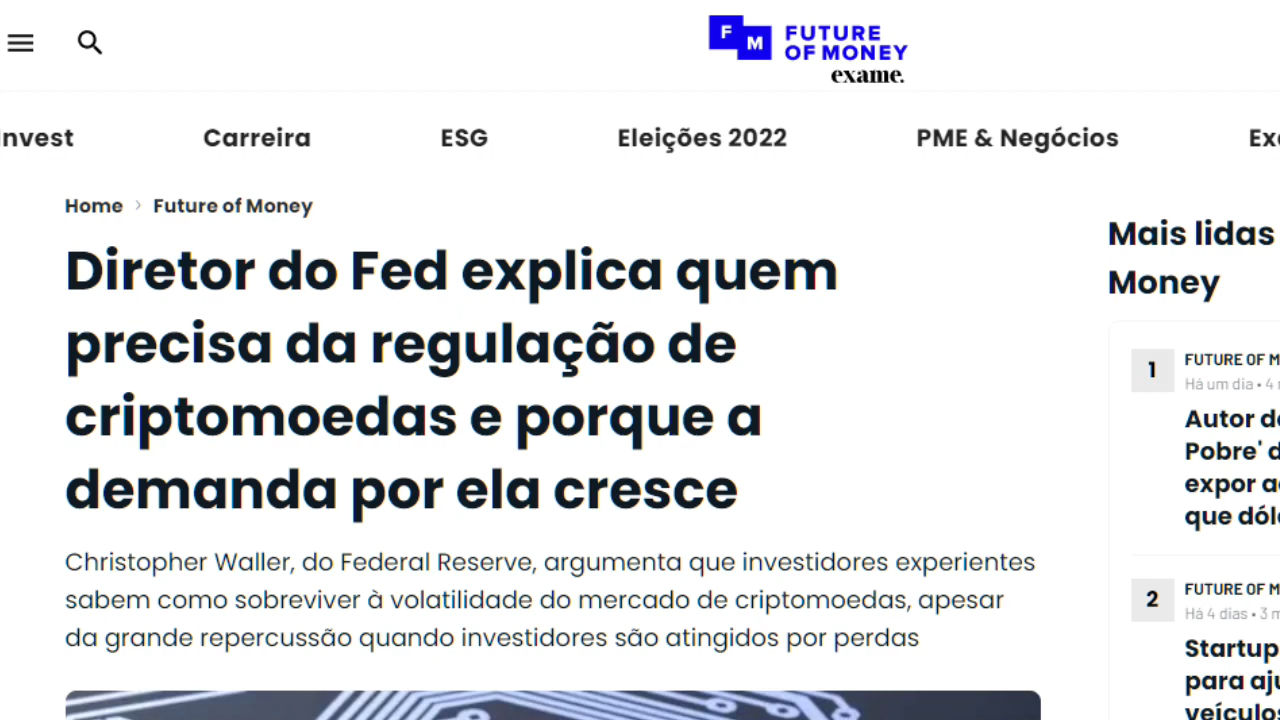 F
M
FUTURE
OF MONEY
exame.
Carreira
ESG
Eleições 2022
PME & Negócios
Home > Future of Money
Diretor do Fed explica quem
precisa da regulação de
criptomoedas e porque a
demanda por ela cresce
Christopher Waller, do Federal Reserve, argumenta que investidores experientes
sabem como sobreviver à volatilidade do mercado de criptomoedas, apesar
da grande repercussão quando investidores são atingidos por perdas
Mais lidas
Money
1
FUTURE OF
Há um dia • 4
Autor
Pobre'
expor
que
2
FUTURE OF
Há 4 dias • 3
Startup
para
veículos